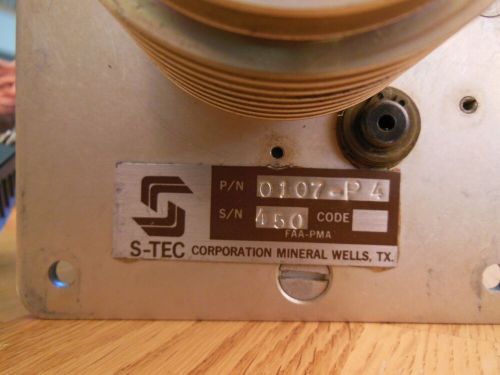 P/N 0107-P4
S/N 450 CODE
FAA-PMA
S-TEC CORPORATION MINERAL WELLS, TX.